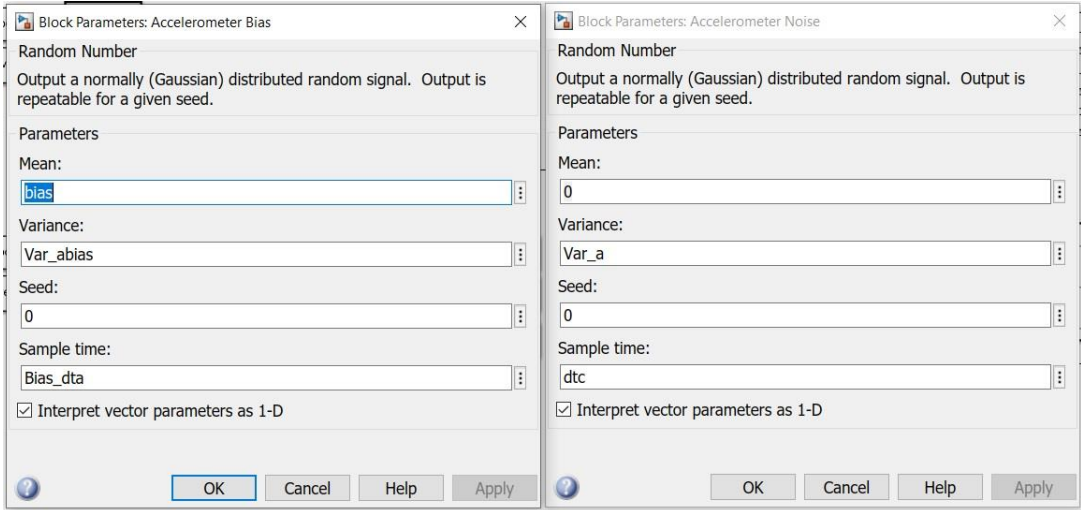 Block Parameters: Accelerometer Bias
Random Number
Output a normally (Gaussian) distributed random signal.  Output is
repeatable for a given seed.
Parameters
Mean:
bias
Variance:
Var_abias
Seed:
0
Sample time:
Bias_dta
Interpret vector parameters as 1-D
OK
Cancel
Help
Apply
Block Parameters: Accelerometer Noise
Random Number
Output a normally (Gaussian) distributed random signal.  Output is
repeatable for a given seed.
Parameters
Mean:
0
Variance:
Var_a
Seed:
0
Sample time:
dtc
Interpret vector parameters as 1-D
OK
Cancel
Help
Apply